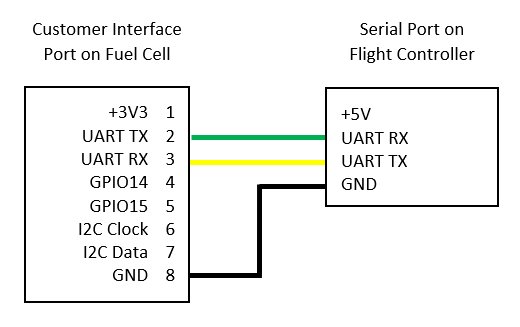 Customer Interface
Port on Fuel Cell
Serial Port on
Flight Controller
+3V3 1
UART TX 2
UART RX 3
GPIO14 4
GPIO15 5
I2C Clock 6
I2C Data 7
GND 8
+5V
UART RX
UART TX
GND